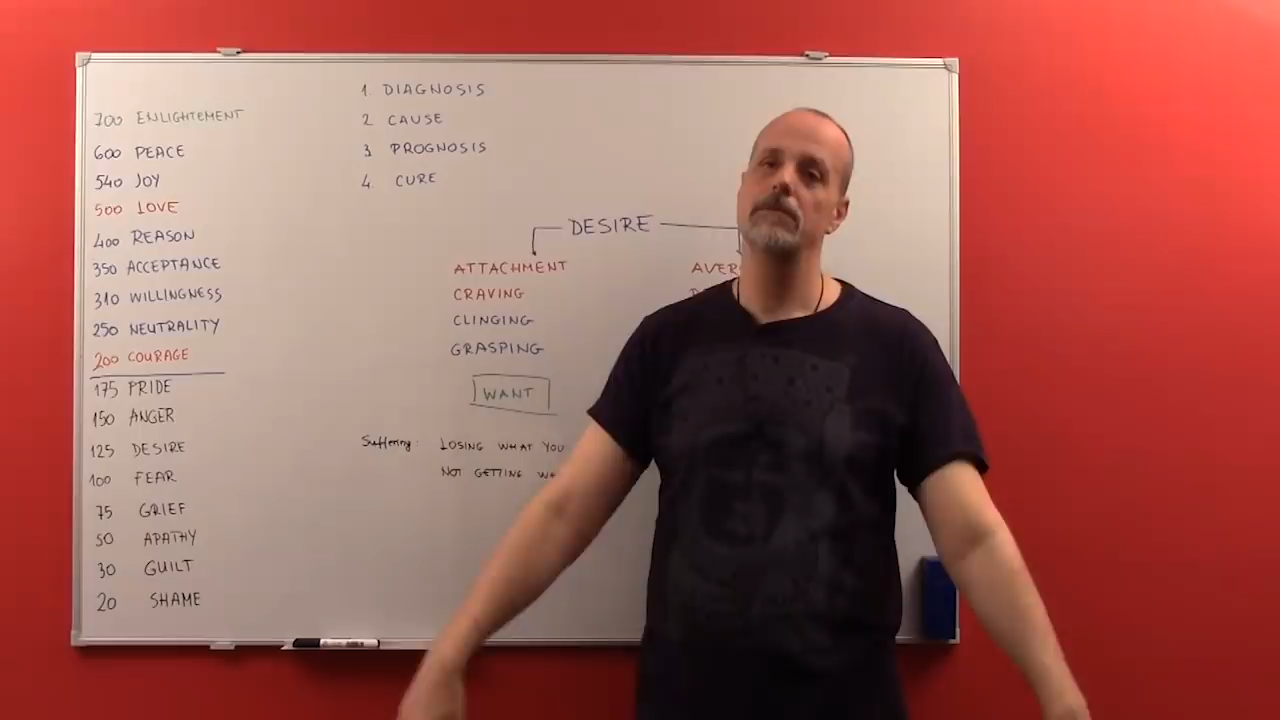 700 ENLIGHTEMENT
600 PEACE
540 JOY
500 LOVE
400 REASON
350 ACCEPTANCE
310 WILLINGNESS
250 NEUTRALITY
200 COURAGE
175 PRIDE
150 ANGER
125 DESIRE
100 FEAR
75 GRIEF
50 APATHY
30 GUILT
20 SHAME
1. DIAGNOSIS
2 CAUSE
3 PROGNOSIS
4. CURE
DESIRE
ATTACHMENT
CRAVING
CLINGING
GRASPING
WANT
AVER
Suffering: LOSING WHAT YOU
NOT GETTING